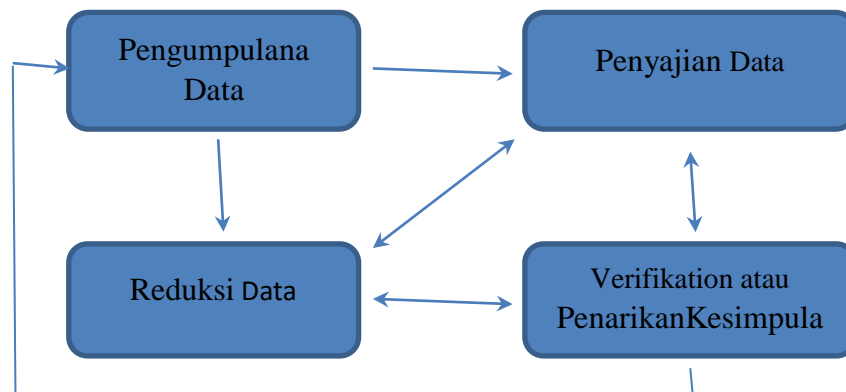 Pengumpulana
Data
Penyajian Data
Reduksi Data
Verifikation atau
PenarikanKesimpula